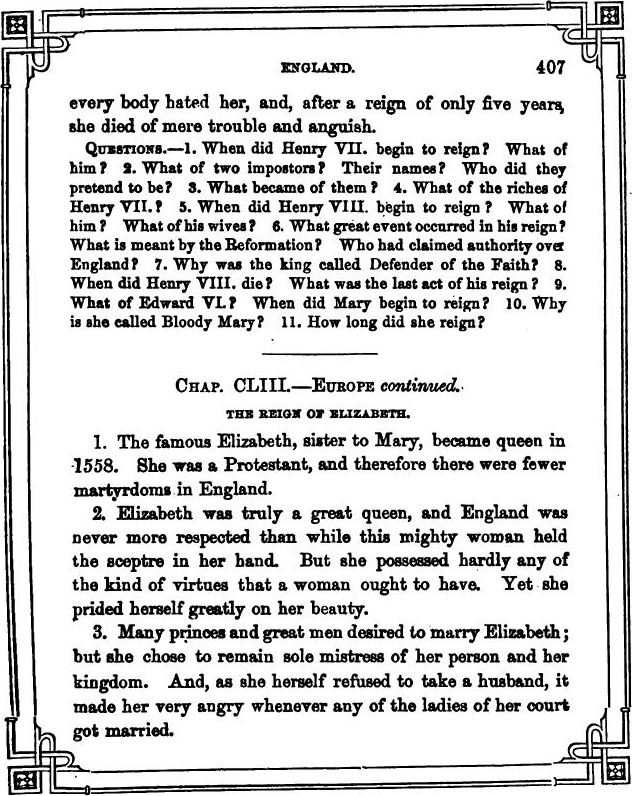 ENGLAND. 407
every body hated her, and, after a reign of only five years,
she died of mere trouble and anguish.
QUESTIONS.—1. When did Henry VII. begin to reign? What of
him? 2. What of two impostors? Their names? Who did they
pretend to be? 3. What became of them? 4. What of the riches of
Henry VII.? 5. When did Henry VIII. begin to reign? What of
him? What of his wives? 6. What great event occurred in his reign?
What is meant by the Reformation? Who had claimed authority over
England? 7. Why was the king called Defender of the Faith? 8.
When did Henry VIII. die? What was the last act of his reign? 9.
What of Edward VI.? When did Mary begin to reign? 10. Why
is she called Bloody Mary? 11. How long did she reign?
CHAP. CLIII.—EUROPE continued.
THE REIGN OF ELIZABETH.
1. The famous Elizabeth, sister to Mary, became queen in
1558. She was a Protestant, and therefore there were fewer
martyrdoms in England.
2. Elizabeth was truly a great queen, and England was
never more respected than while this mighty woman held
the sceptre in her hand. But she possessed hardly any of
the kind of virtues that a woman ought to have. Yet she
prided herself greatly on her beauty.
3. Many princes and great men desired to marry Elizabeth;
but she chose to remain sole mistress of her person and her
kingdom. And, as she herself refused to take a husband, it
made her very angry whenever any of the ladies of her court
got married.